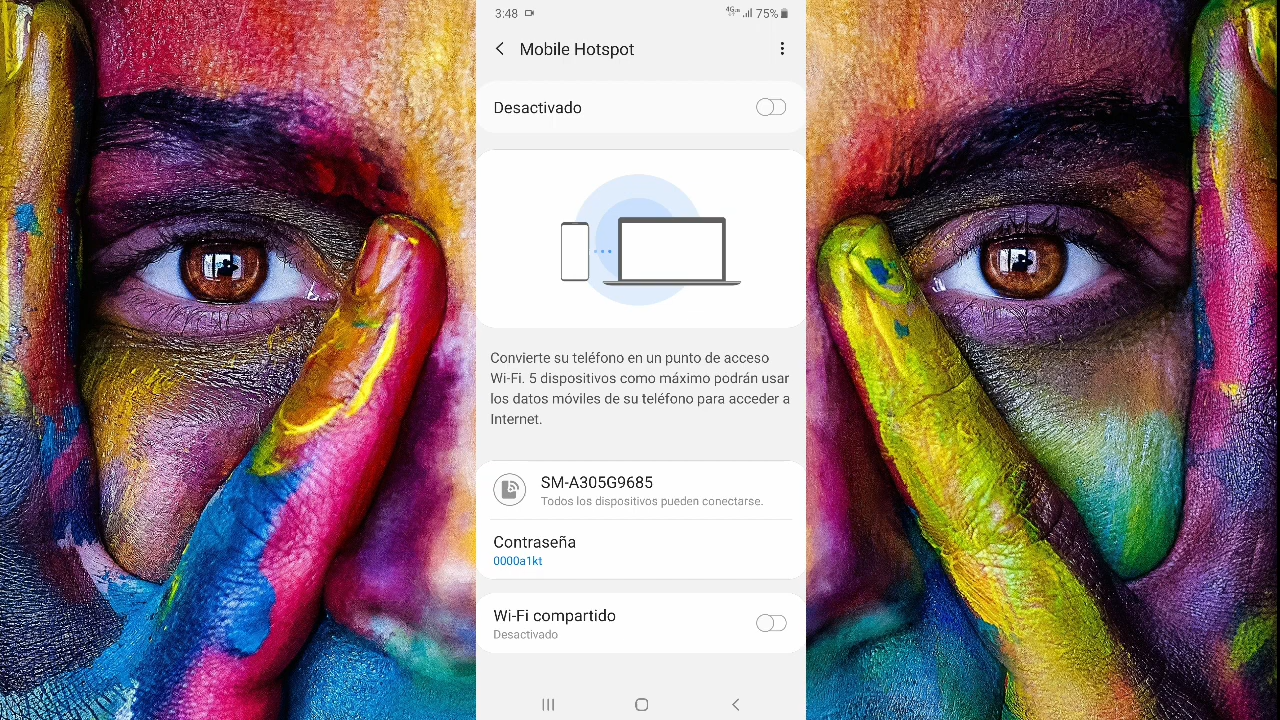 3:48
4G 75%
Mobile Hotspot
Desactivado
Convierte su teléfono en un punto de acceso
Wi-Fi. 5 dispositivos como máximo podrán usar
los datos móviles de su teléfono para acceder a
Internet.
SM-A305G9685
Todos los dispositivos pueden conectarse.
Contraseña
0000a1kt
Wi-Fi compartido
Desactivado